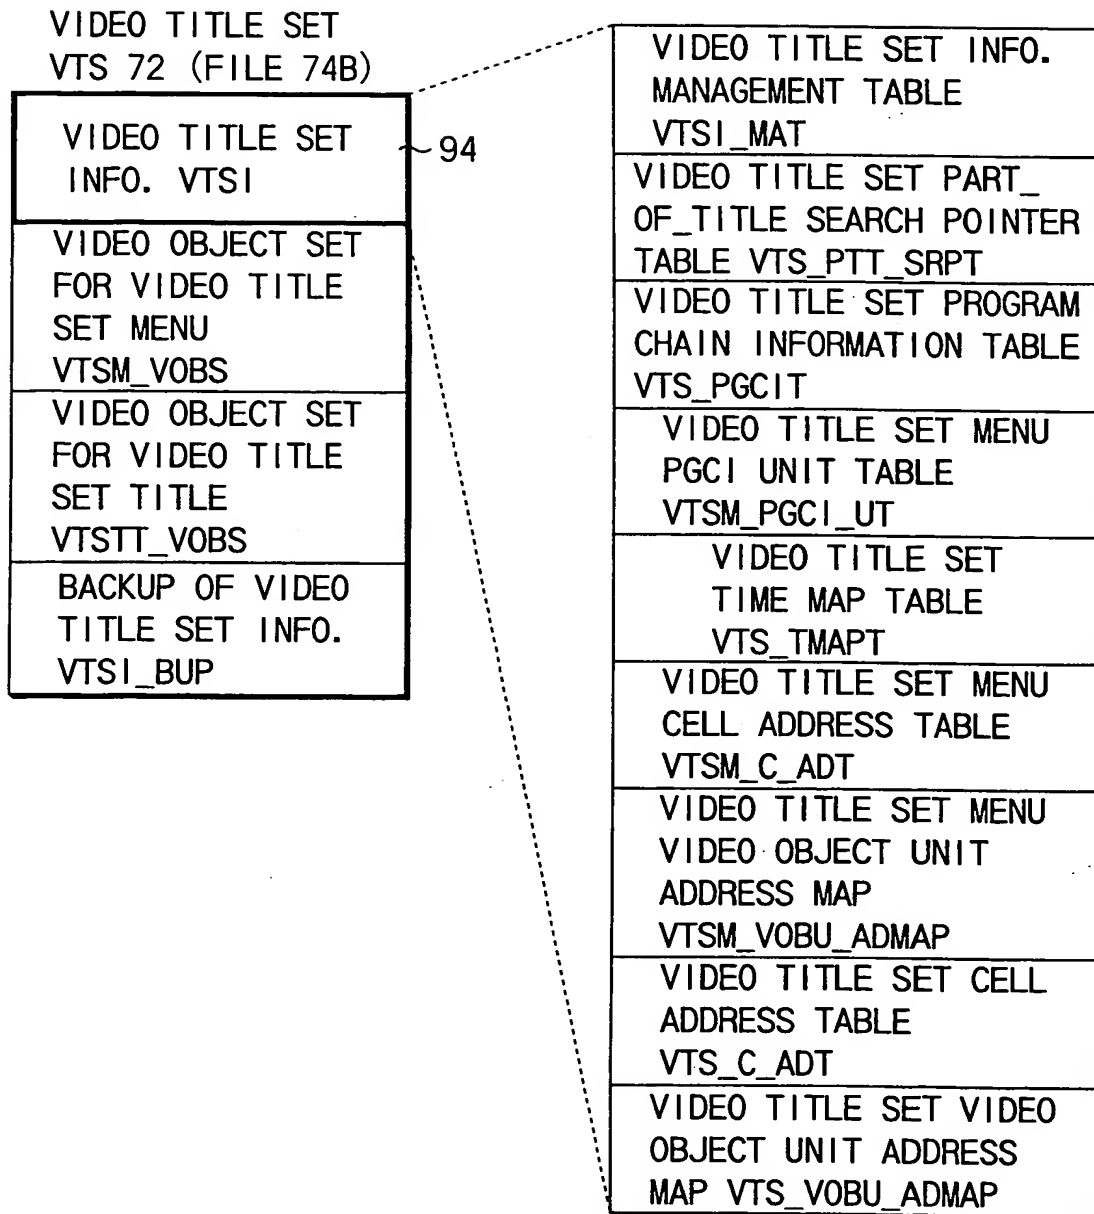 VIDEO TITLE SET
VTS 72 (FILE 74B)
VIDEO TITLE SET
INFO. VTSI
94
VIDEO OBJECT SET
FOR VIDEO TITLE
SET MENU
VTSM_VOBS
VIDEO OBJECT SET
FOR VIDEO TITLE
SET TITLE
VTSTT_VOBS
BACKUP OF VIDEO
TITLE SET INFO.
VTSI_BUP
VIDEO TITLE SET INFO.
MANAGEMENT TABLE
VTSI_MAT
VIDEO TITLE SET PART_
OF_TITLE SEARCH POINTER
TABLE VTS_PTT_SRPT
VIDEO TITLE SET PROGRAM
CHAIN INFORMATION TABLE
VTS_PGCIT
VIDEO TITLE SET MENU
PGCI UNIT TABLE
VTSM_PGCI_UT
VIDEO TITLE SET
TIME MAP TABLE
VTS_TMAPT
VIDEO TITLE SET MENU
CELL ADDRESS TABLE
VTSM_C_ADT
VIDEO TITLE SET MENU
VIDEO OBJECT UNIT
ADDRESS MAP
VTSM_VOBU_ADMAP
VIDEO TITLE SET CELL
ADDRESS TABLE
VTS_C_ADT
VIDEO TITLE SET VIDEO
OBJECT UNIT ADDRESS
MAP VTS_VOBU_ADMAP